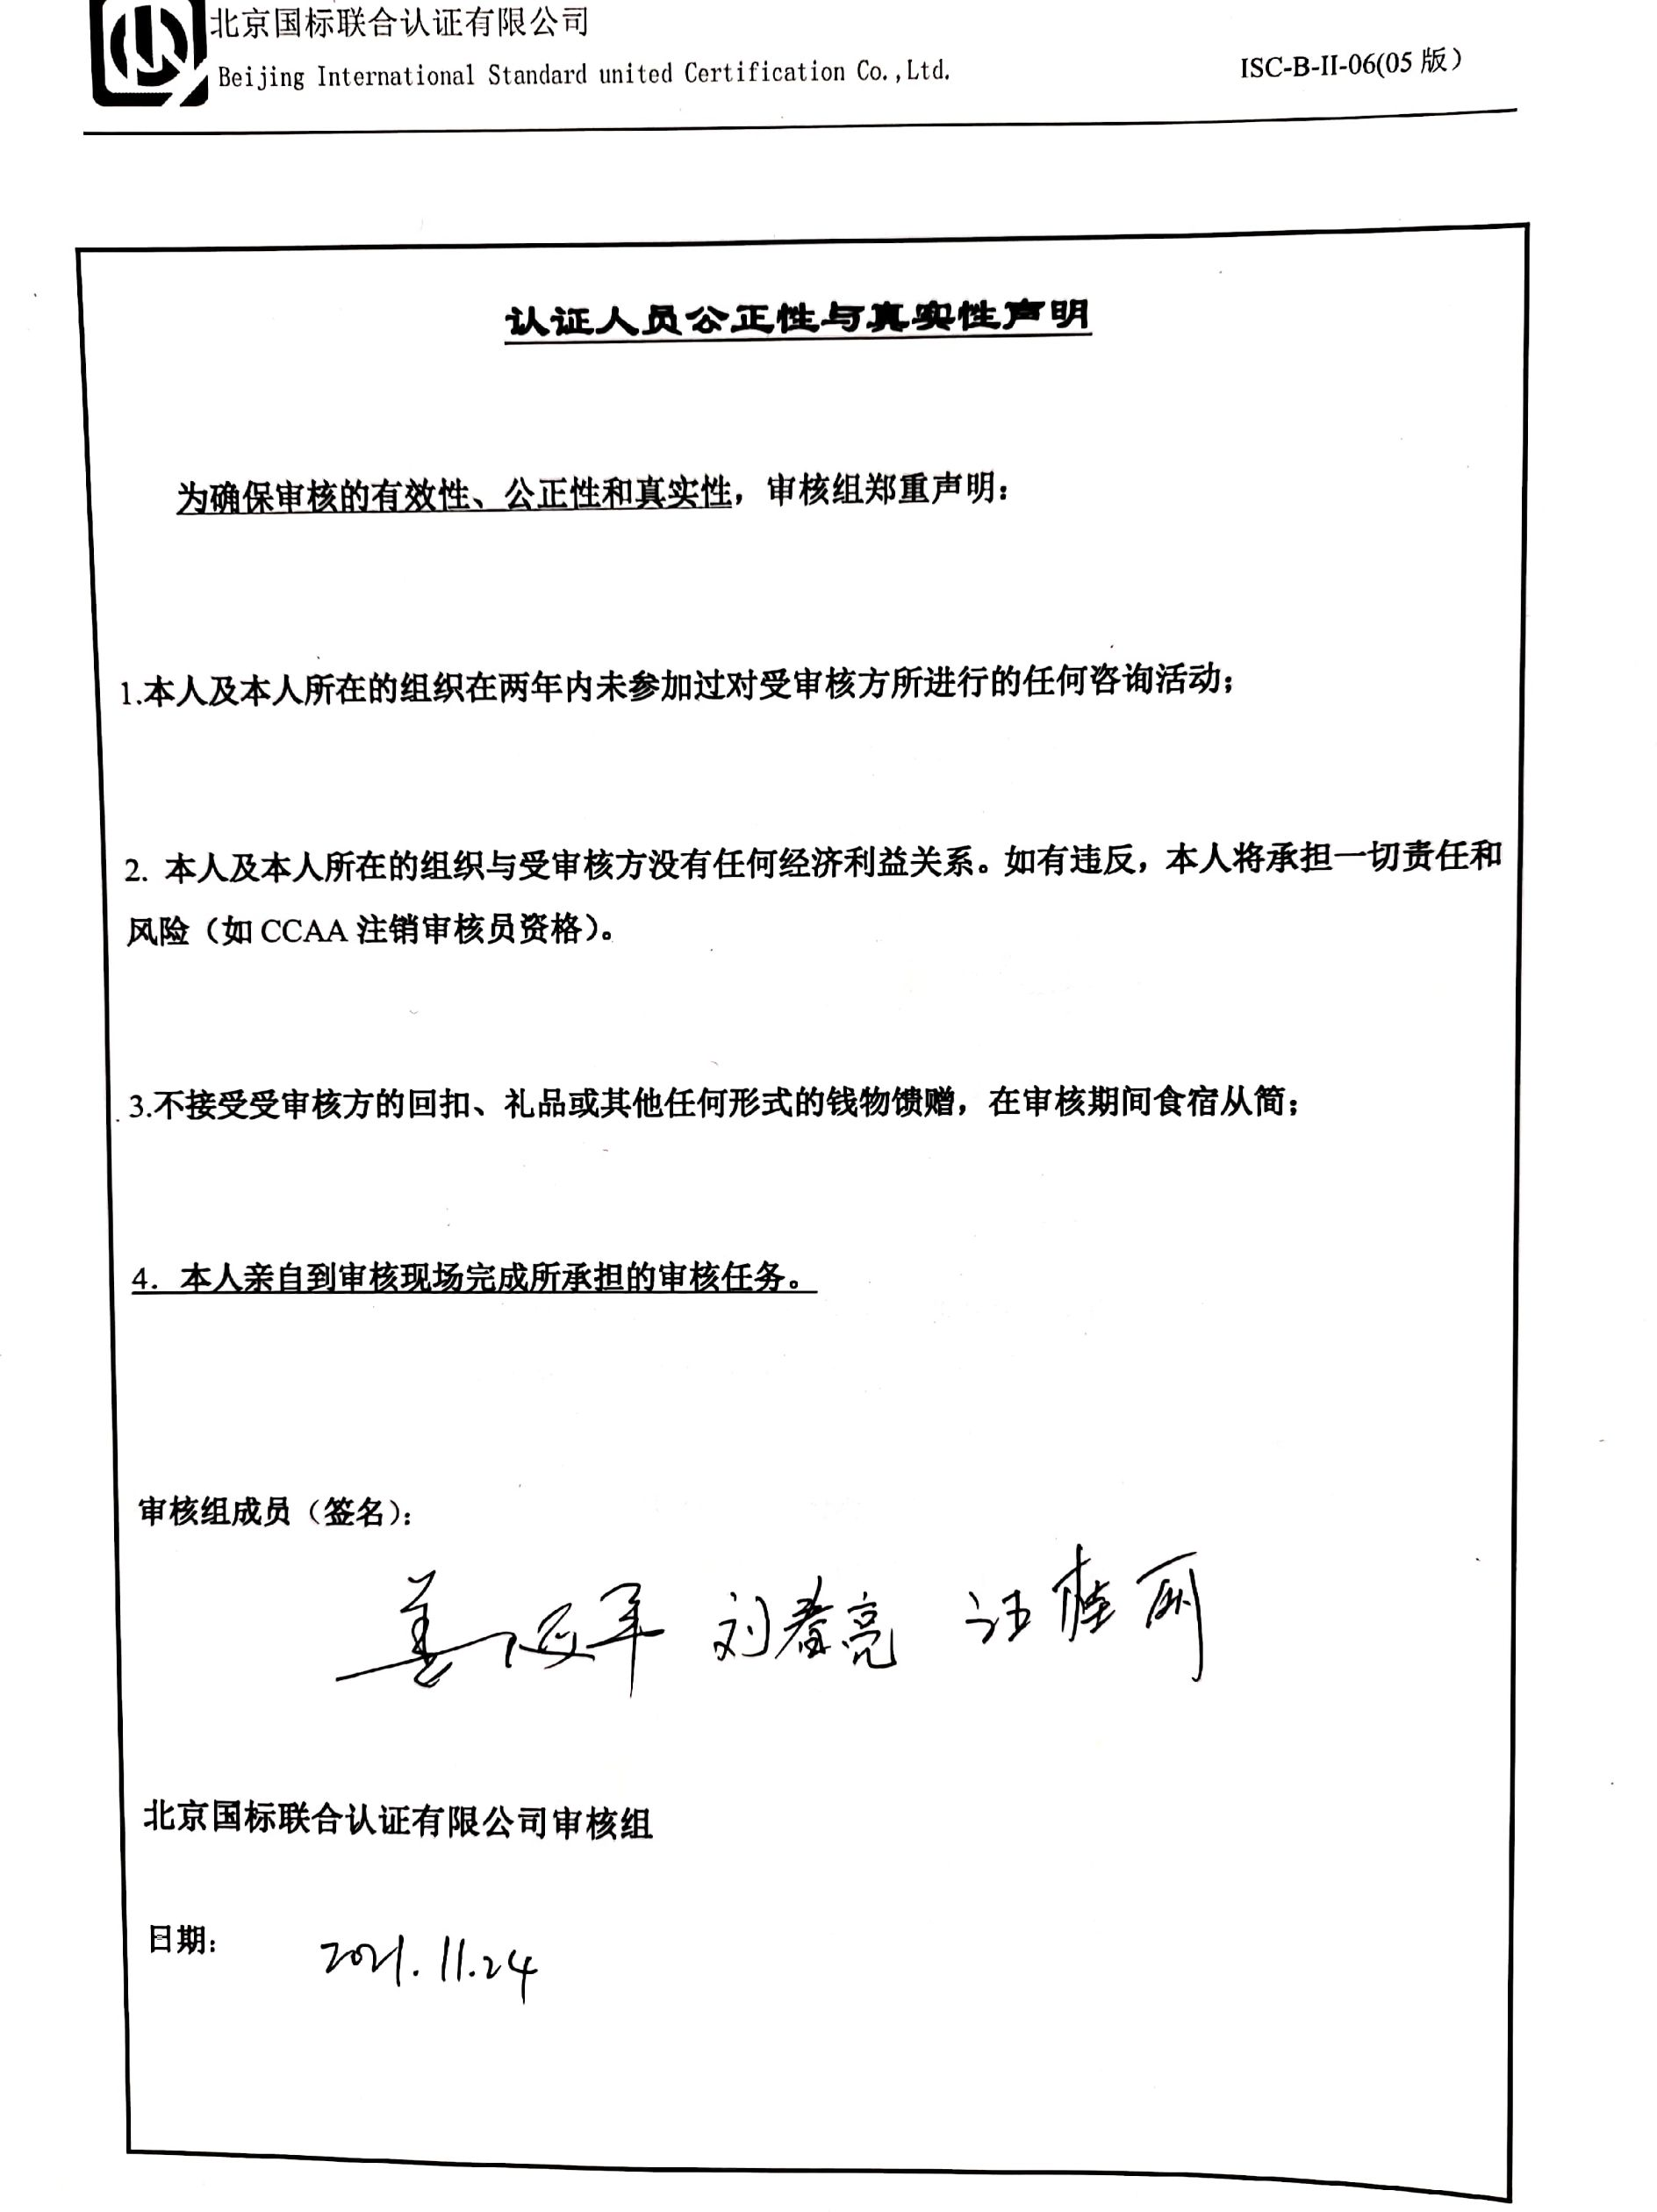 北京国标联合认证有限公司
Beijing International Standard united Certification Co.,Ltd.
ISC-B-II-06(05 版)
认证人员公正性与真实性声明
为确保审核的有效性、公正性和真实性，审核组郑重声明：
1.本人及本人所在的组织在两年内未参加过对受审核方所进行的任何咨询活动；
2. 本人及本人所在的组织与受审核方没有任何经济利益关系。如有违反，本人将承担一切责任和
风险（如 CCAA 注销审核员资格）。
3.不接受受审核方的回扣、礼品或其他任何形式的钱物馈赠，在审核期间食宿从简；
4. 本人亲自到审核现场完成所承担的审核任务。
审核组成员（签名）：
刘春亮 汪桂丽
北京国标联合认证有限公司审核组
日期：
2021.11.24